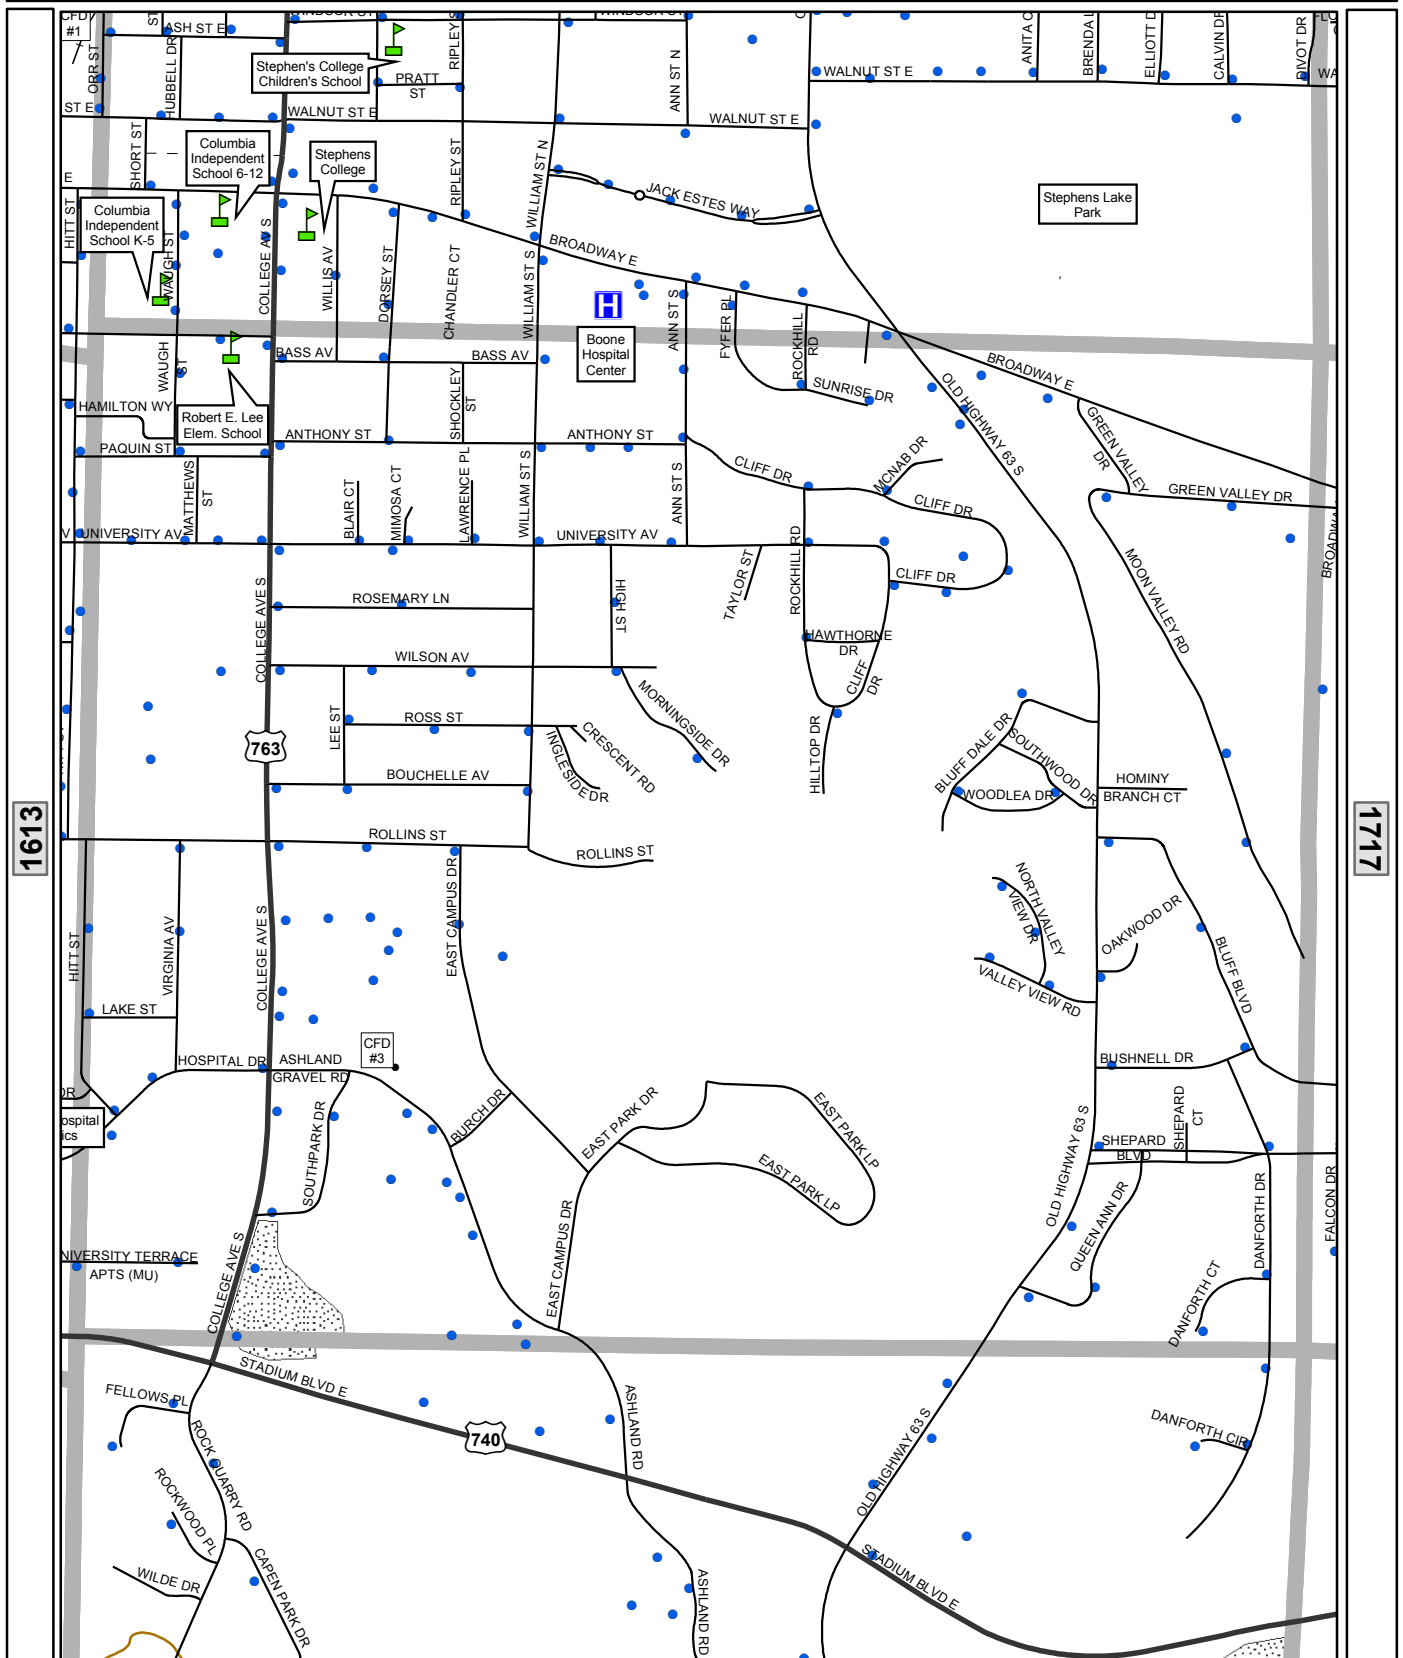 CFD
#1
ORR ST
ST
ASH ST E
HUBBELL DR
ST E
Stephen's College
Children's School
PRATT
ST
RIPLEY S
WALNUT ST E
ANN ST N
WALNUT ST E
WALNUT ST E
ANITA C
BRENDA L
ELLIOTT D
CALVIN DR
DIVOT DR
WA
SHORT ST
Columbia
Independent
School 6-12
Stephens
College
RIPLEY ST
WILLIAM ST N
JACK ESTES WAY
Stephens Lake
Park
E
HITT ST
Columbia
Independent
School K-5
WAUGH ST
COLLEGE AV S
WILLIS AV
DORSEY ST
CHANDLER CT
WILLIAM ST S
BROADWAY E
H
Boone
Hospital
Center
ANN ST S
FYFER PL
ROCKHILL
RD
SUNRISE DR
BASS AV
BASS AV
WAUGH
ST
HAMILTON WY
Robert E. Lee
Elem. School
PAQUIN ST
ANTHONY ST
SHOCKLEY
ST
ANTHONY ST
BROADWAY E
OLD HIGHWAY 63 S
GREEN VALLEY
DR
GREEN VALLEY DR
CLIFF DR
MCNAB DR
CLIFF DR
MATTHEWS
ST
BLAIR CT
MIMOSA CT
LAWRENCE PL
WILLIAM ST S
ANN ST S
V
UNIVERSITY AV
UNIVERSITY AV
ROCKHILL RD
TAYLOR ST
CLIFF DR
MOON VALLEY RD
BROADWA
COLLEGE AVE S
ROSEMARY LN
HIGH ST
HAWTHORNE
DR
CLIFF
DR
WILSON AV
MORNINGSIDE DR
LEE ST
ROSS ST
CRESCENT RD
INGLESIDE DR
HILLTOP DR
BLUFF DALE DR
SOUTHWOOD DR
WOODLEA DR
HOMINY
BRANCH CT
763
BOUCHELLE AV
1613
1717
ROLLINS ST
ROLLINS ST
EAST CAMPUS DR
HITT ST
VIRGINIA AV
COLLEGE AVE S
NORTH VALLEY
VIEW DR
OAKWOOD DR
VALLEY VIEW RD
BLUFF BLVD
LAKE ST
HOSPITAL DR
ASHLAND
GRAVEL RD
CFD
#3
BUSHNELL DR
DR
ospital
ics
SOUTHPARK DR
BURCH DR
EAST PARK DR
EAST PARK LP
EAST PARK LP
OLD HIGHWAY 63 S
SHEPARD
BLVD
SHEPARD
CT
QUEEN ANN DR
DANFORTH DR
FALCON DR
NIVERSITY TERRACE
APTS (MU)
COLLEGE AVE S
EAST CAMPUS DR
DANFORTH CT
STADIUM BLVD E
FELLOWS PL
ROCK QUARRY RD
740
ASHLAND RD
OLD HIGHWAY 63 S
DANFORTH CIR
ROCKWOOD PL
WILDE DR
CAPEN PARK DR
ASHLAND RD
STADIUM BLVD E